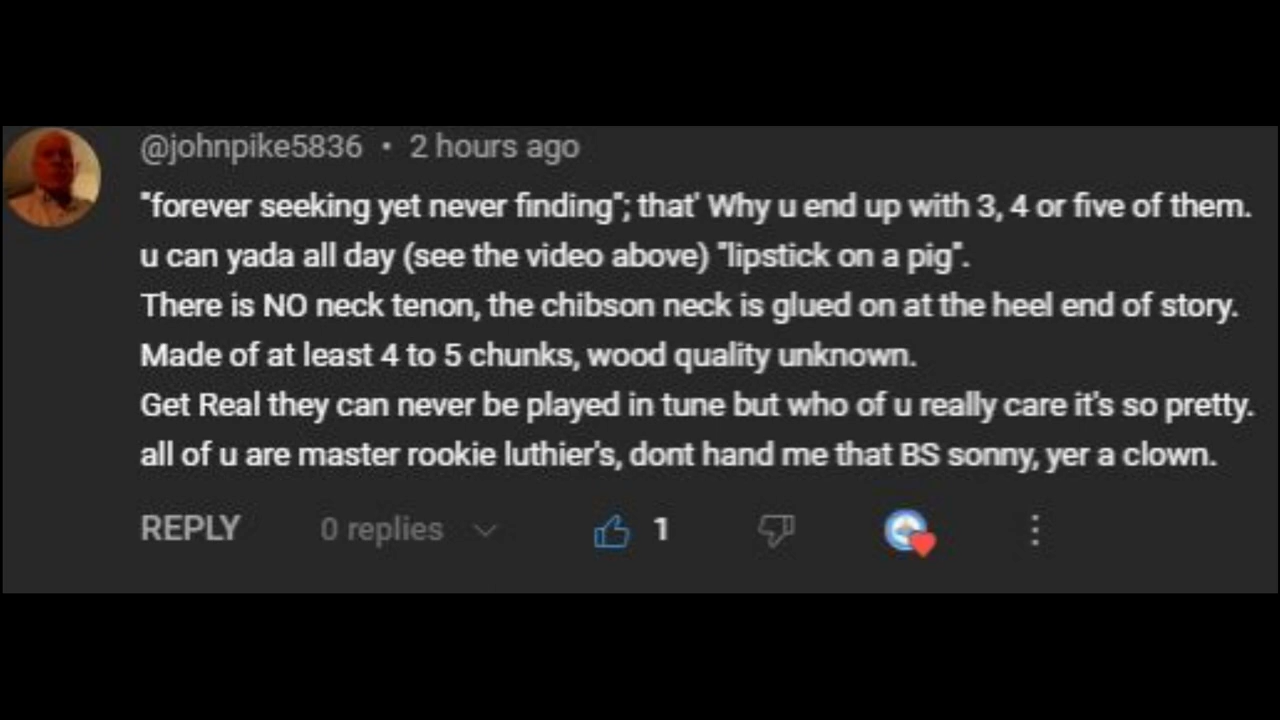 @johnpike5836 • 2 hours ago
"forever seeking yet never finding"; that' Why u end up with 3, 4 or five of them.
u can yada all day (see the video above) "lipstick on a pig".
There is NO neck tenon, the chibson neck is glued on at the heel end of story.
Made of at least 4 to 5 chunks, wood quality unknown.
Get Real they can never be played in tune but who of u really care it's so pretty.
all of u are master rookie luthier's, dont hand me that BS sonny, yer a clown.
REPLY 0 replies 1